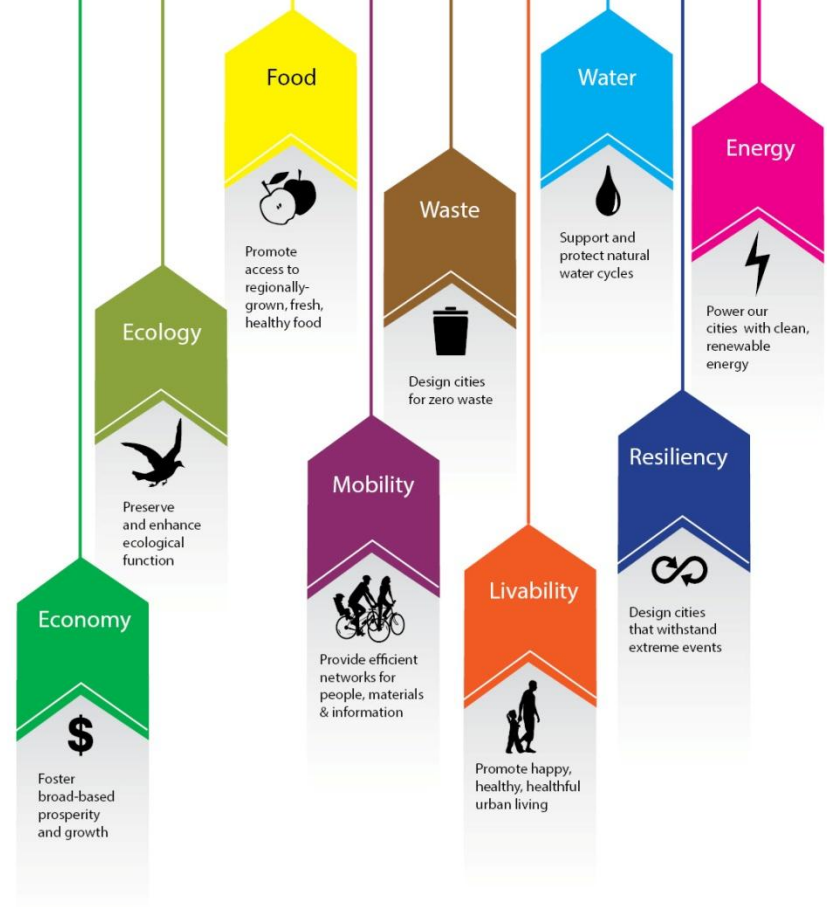 Economy
$
Foster
broad-based
prosperity
and growth
Ecology
Preserve
and enhance
ecological
function
Food
Promote
access to
regionally-
grown, fresh,
healthy food
Mobility
Provide efficient
networks for
people, materials
& information
Waste
Design cities
for zero waste
Livability
Promote happy,
healthy, healthful
urban living
Water
Support and
protect natural
water cycles
Resiliency
Design cities
that withstand
extreme events
Energy
Power our
cities with clean,
renewable
energy